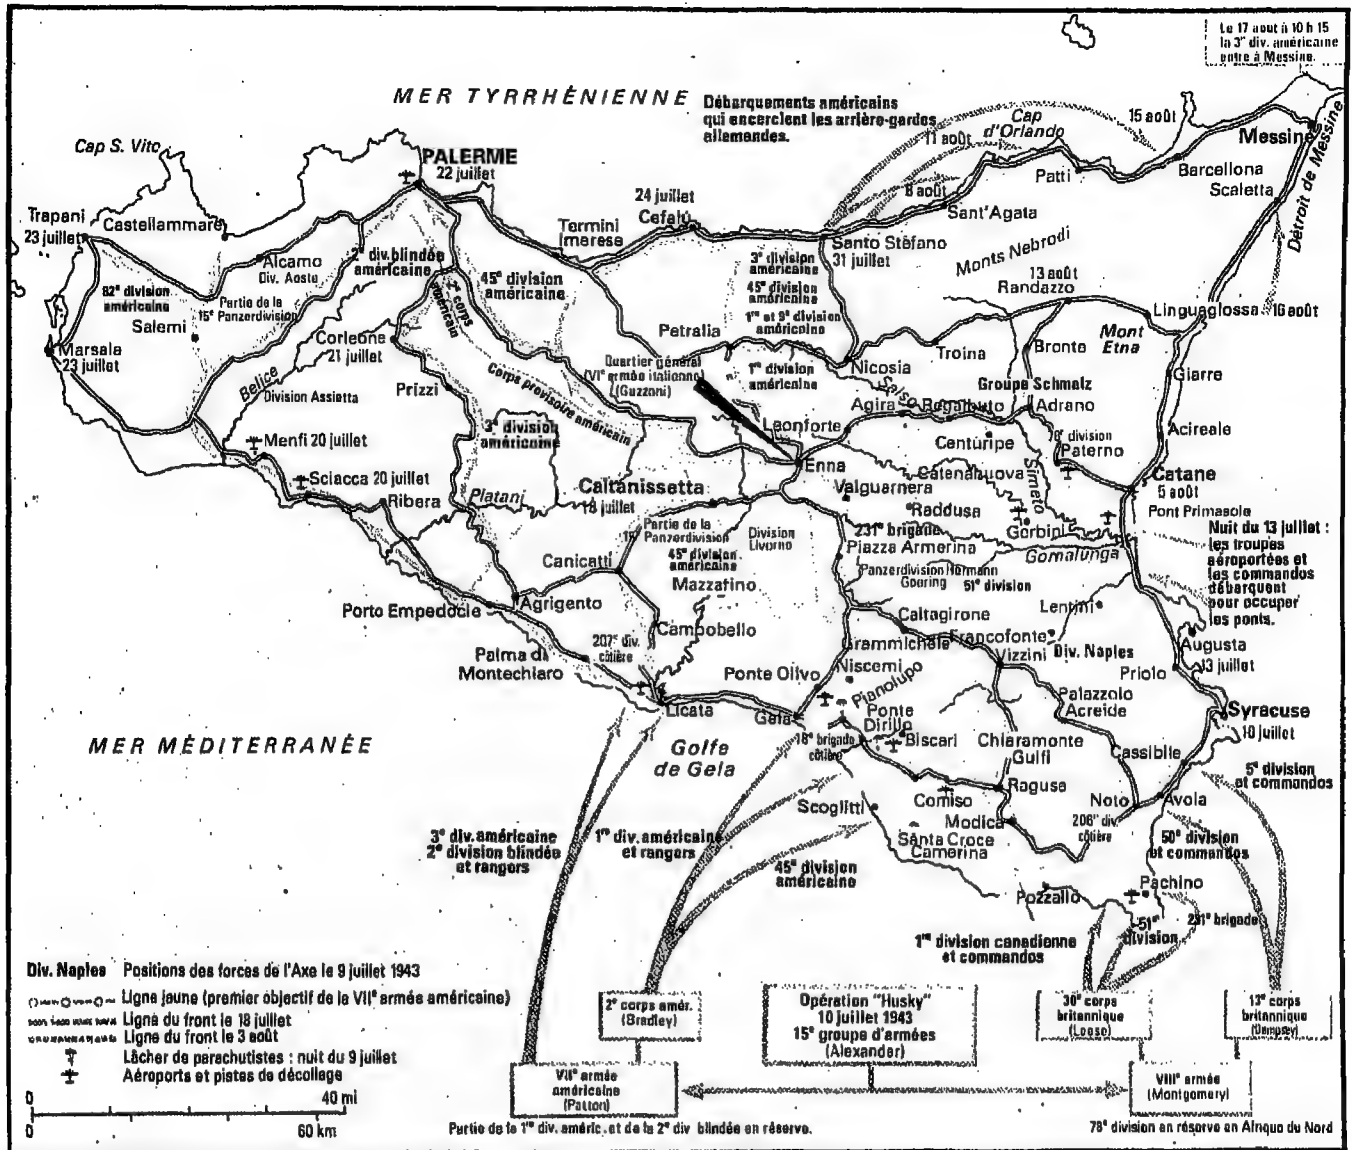 Le 17 août à 10 h 15
la 3e div. américaine
entre à Messine.
MER TYRRHÉNIENNE
Débarquements américains
qui encerclent les arrière-gardes
allemandes.
Cap S. Vito
PALERME
22 juillet
11 août
Cap
d'Orlando
15 août
Messine
Détroit de Messine
Barcellona
Scaletta
Patti
8 août
Sant'Agata
24 juillet
Cefalú
Termini
Imerese
Trapani
23 juillet
Castellammare
Alcamo
Div. Aoste
2e div. blindée
américaine
45e division
américaine
Santo Stéfano
31 juillet
Monts Nebrodi
13 août
Randazzo
82e division
américaine
Partie de la
15e Panzerdivision
Salemi
2e corps
américain
3e division
américaine
45e division
américaine
1re et 9e division
américaine
Linguaglossa
16 août
Marsala
23 juillet
Corleone
21 juillet
Petralia
Quartier général
(VIe armée italienne)
(Guzzoni)
1re division
américaine
Nicosia
Troina
Bronte
Mont
Etna
Giarre
Belice
Division Assietta
Prizzi
Corps provisoire américain
Salso
Groupe Schmalz
Agira
Regalbuto
Adrano
Acireale
3e division
américaine
Leonforte
Centuripe
78e division
Paterno
Menfi 20 juillet
Enna
Catenanuova
Simeto
Catane
5 août
Pont Primasole
Sciacca 20 juillet
Ribera
Platani
Caltanissetta
18 juillet
Valguarnera
Raddusa
Gerbini
Partie de la
15e Panzerdivision
Division
Livorno
231e brigade
Gornalunga
Nuit du 13 juillet :
les troupes
aéroportées et
les commandos
débarquent
pour occuper
les ponts.
Canicatti
45e division
américaine
Piazza Armerina
Panzerdivision Hermann
Goering
51e division
Mazzarino
Porto Empedocle
Agrigento
Caltagirone
Lentini
Campobello
207e div.
côtière
Grammichele
Francofonte
Vizzini
Div. Naples
Augusta
13 juillet
Palma di
Montechiaro
Ponte Olivo
Niscemi
Priolo
Licata
Gela
Pianolupo
Ponte
Dirillo
Biscari
Palazzolo
Acreide
Syracuse
10 juillet
MER MÉDITERRANÉE
Golfe
de Gela
18e brigade
côtière
Chiaramonte
Gulfi
Cassibile
5e division
et commandos
Scoglitti
Comiso
Ragusa
Noto
Avola
206e div.
côtière
Modica
Santa Croce
Camerina
3e div. américaine
2e division blindée
et rangers
1re div. américaine
et rangers
45e division
américaine
50e division
et commandos
Pozzallo
Pachino
51e
division
231e brigade
1re division canadienne
et commandos
Div. Naples Positions des forces de l'Axe le 9 juillet 1943
Ligne jaune (premier objectif de la VIIe armée américaine)
Ligne du front le 18 juillet
Ligne du front le 3 août
Lâcher de parachutistes : nuit du 9 juillet
Aéroports et pistes de décollage
0 40 mi
0 60 km
2e corps amér.
(Bradley)
Opération "Husky"
10 juillet 1943
15e groupe d'armées
(Alexander)
30e corps
britannique
(Leese)
13e corps
britannique
(Dempsey)
VIIe armée
américaine
(Patton)
VIIIe armée
(Montgomery)
Partie de la 1re div. améric. et de la 2e div blindée en réserve.
78e division en réserve en Afrique du Nord